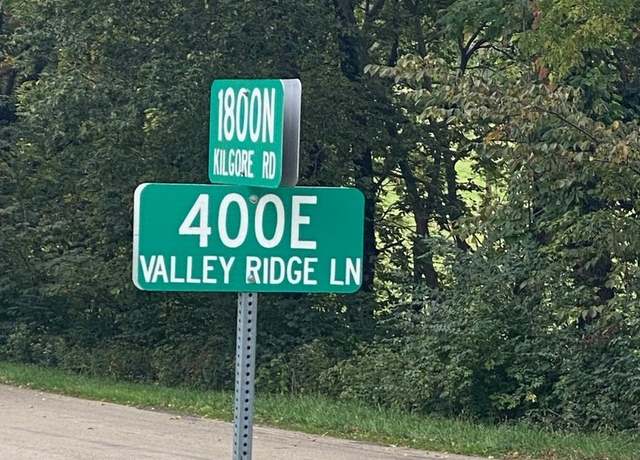 1800N
KILGORE RD
400E
VALLEY RIDGE LN